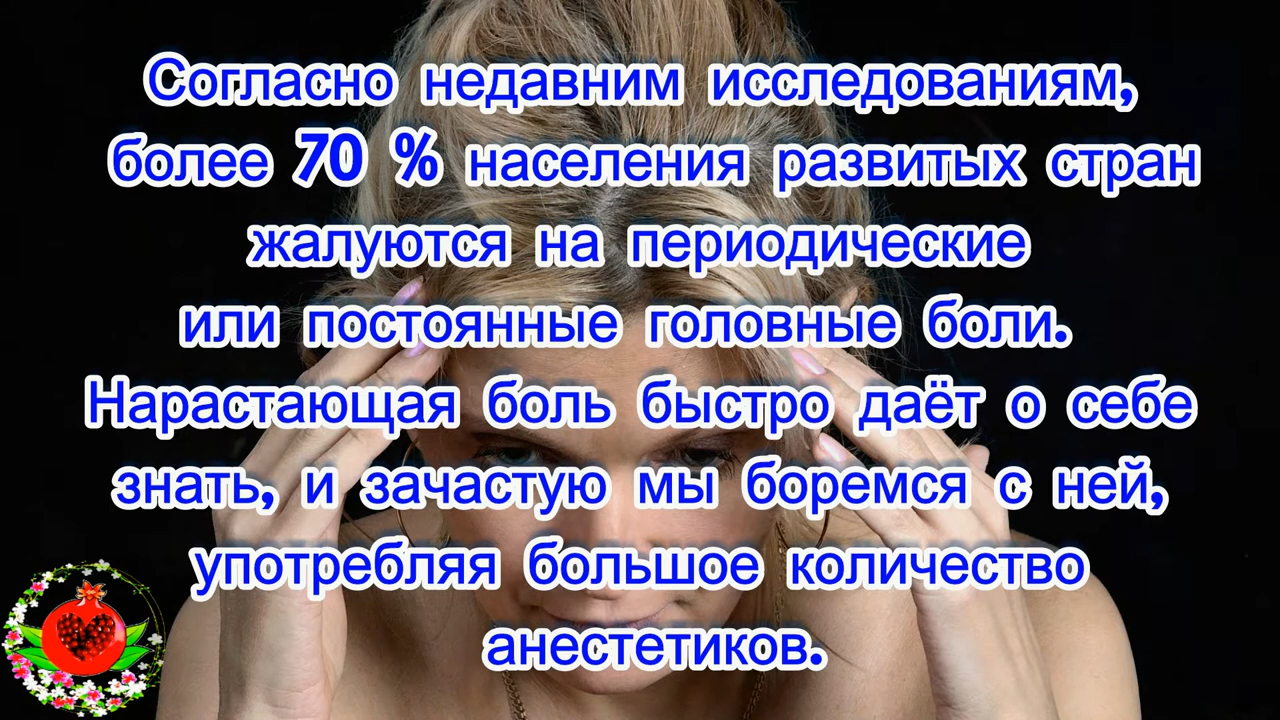 Согласно недавним исследованиям,
более 70 % населения развитых стран
жалуются на периодические
или постоянные головные боли.
Нарастающая боль быстро даёт о себе
знать, и зачастую мы боремся с ней,
употребляя большое количество
анестетиков.